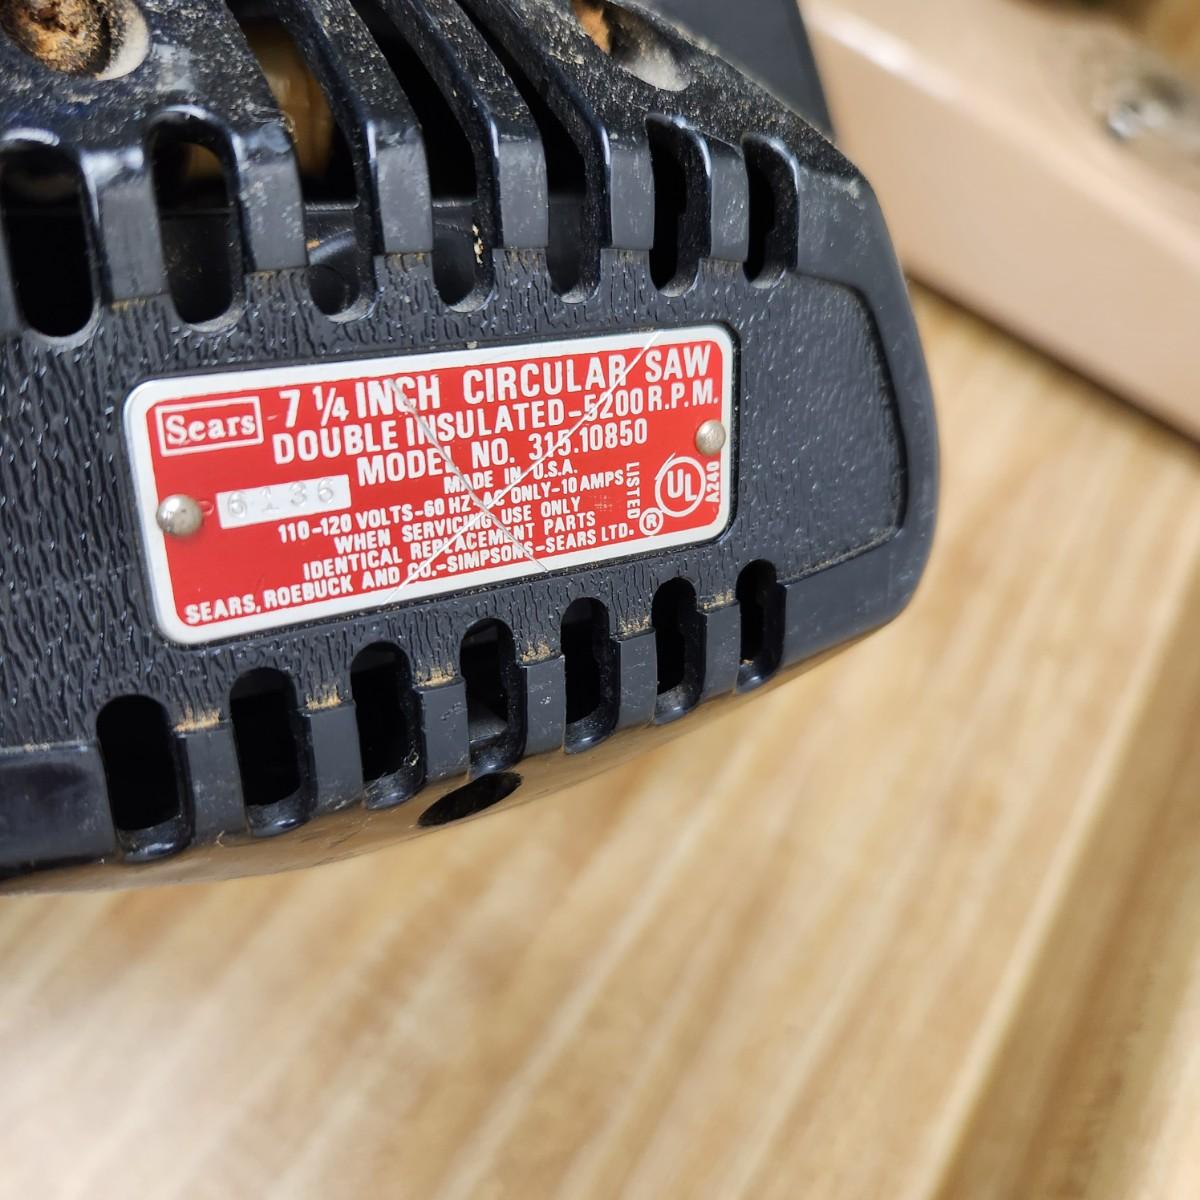 Sears 7 1/4 INCH CIRCULAR SAW
DOUBLE INSULATED-5200 R.P.M.
MODEL NO. 315.10850
MADE IN U.S.A.
P 6136
110-120 VOLTS-60 HZ-AC ONLY-10 AMPS
WHEN SERVICING USE ONLY
IDENTICAL REPLACEMENT PARTS
SEARS, ROEBUCK AND CO.-SIMPSONS-SEARS LTD.
LISTED UL ® A240